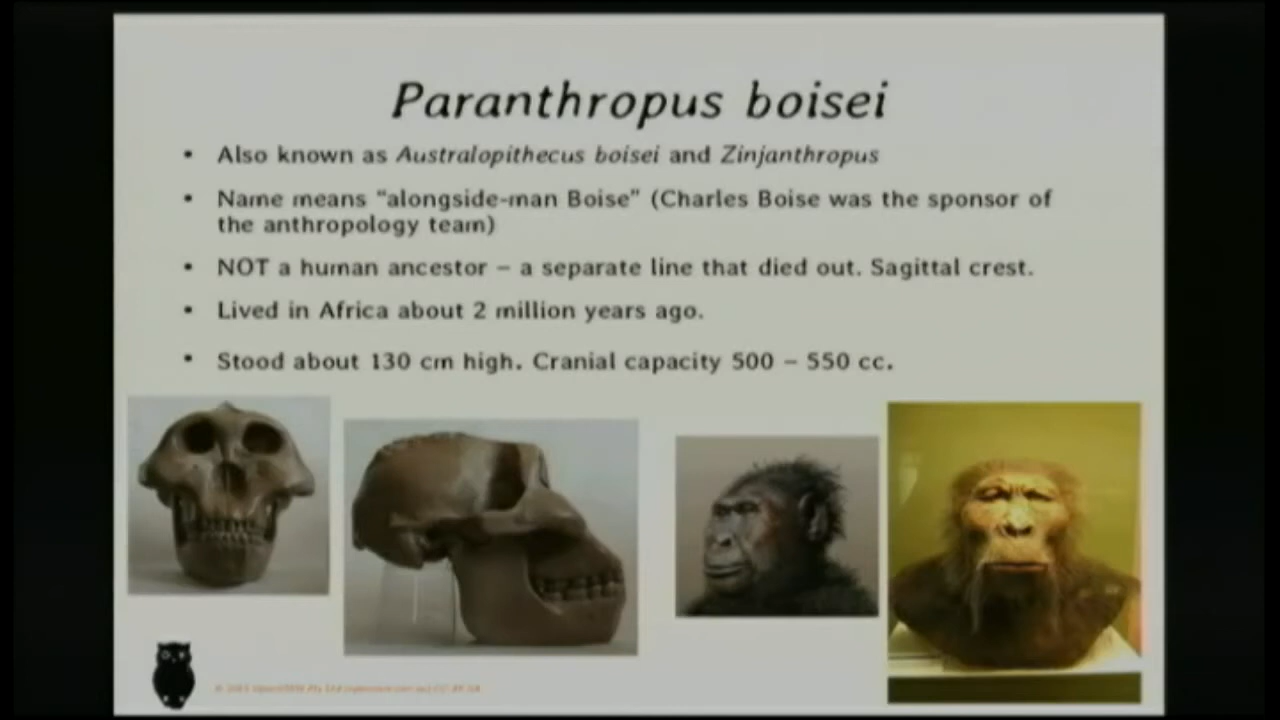 Paranthropus boisei
• Also known as Australopithecus boisei and Zinjanthropus
• Name means "alongside-man Boise" (Charles Boise was the sponsor of
the anthropology team)
• NOT a human ancestor – a separate line that died out. Sagittal crest.
• Lived in Africa about 2 million years ago.
• Stood about 130 cm high. Cranial capacity 500 – 550 cc.